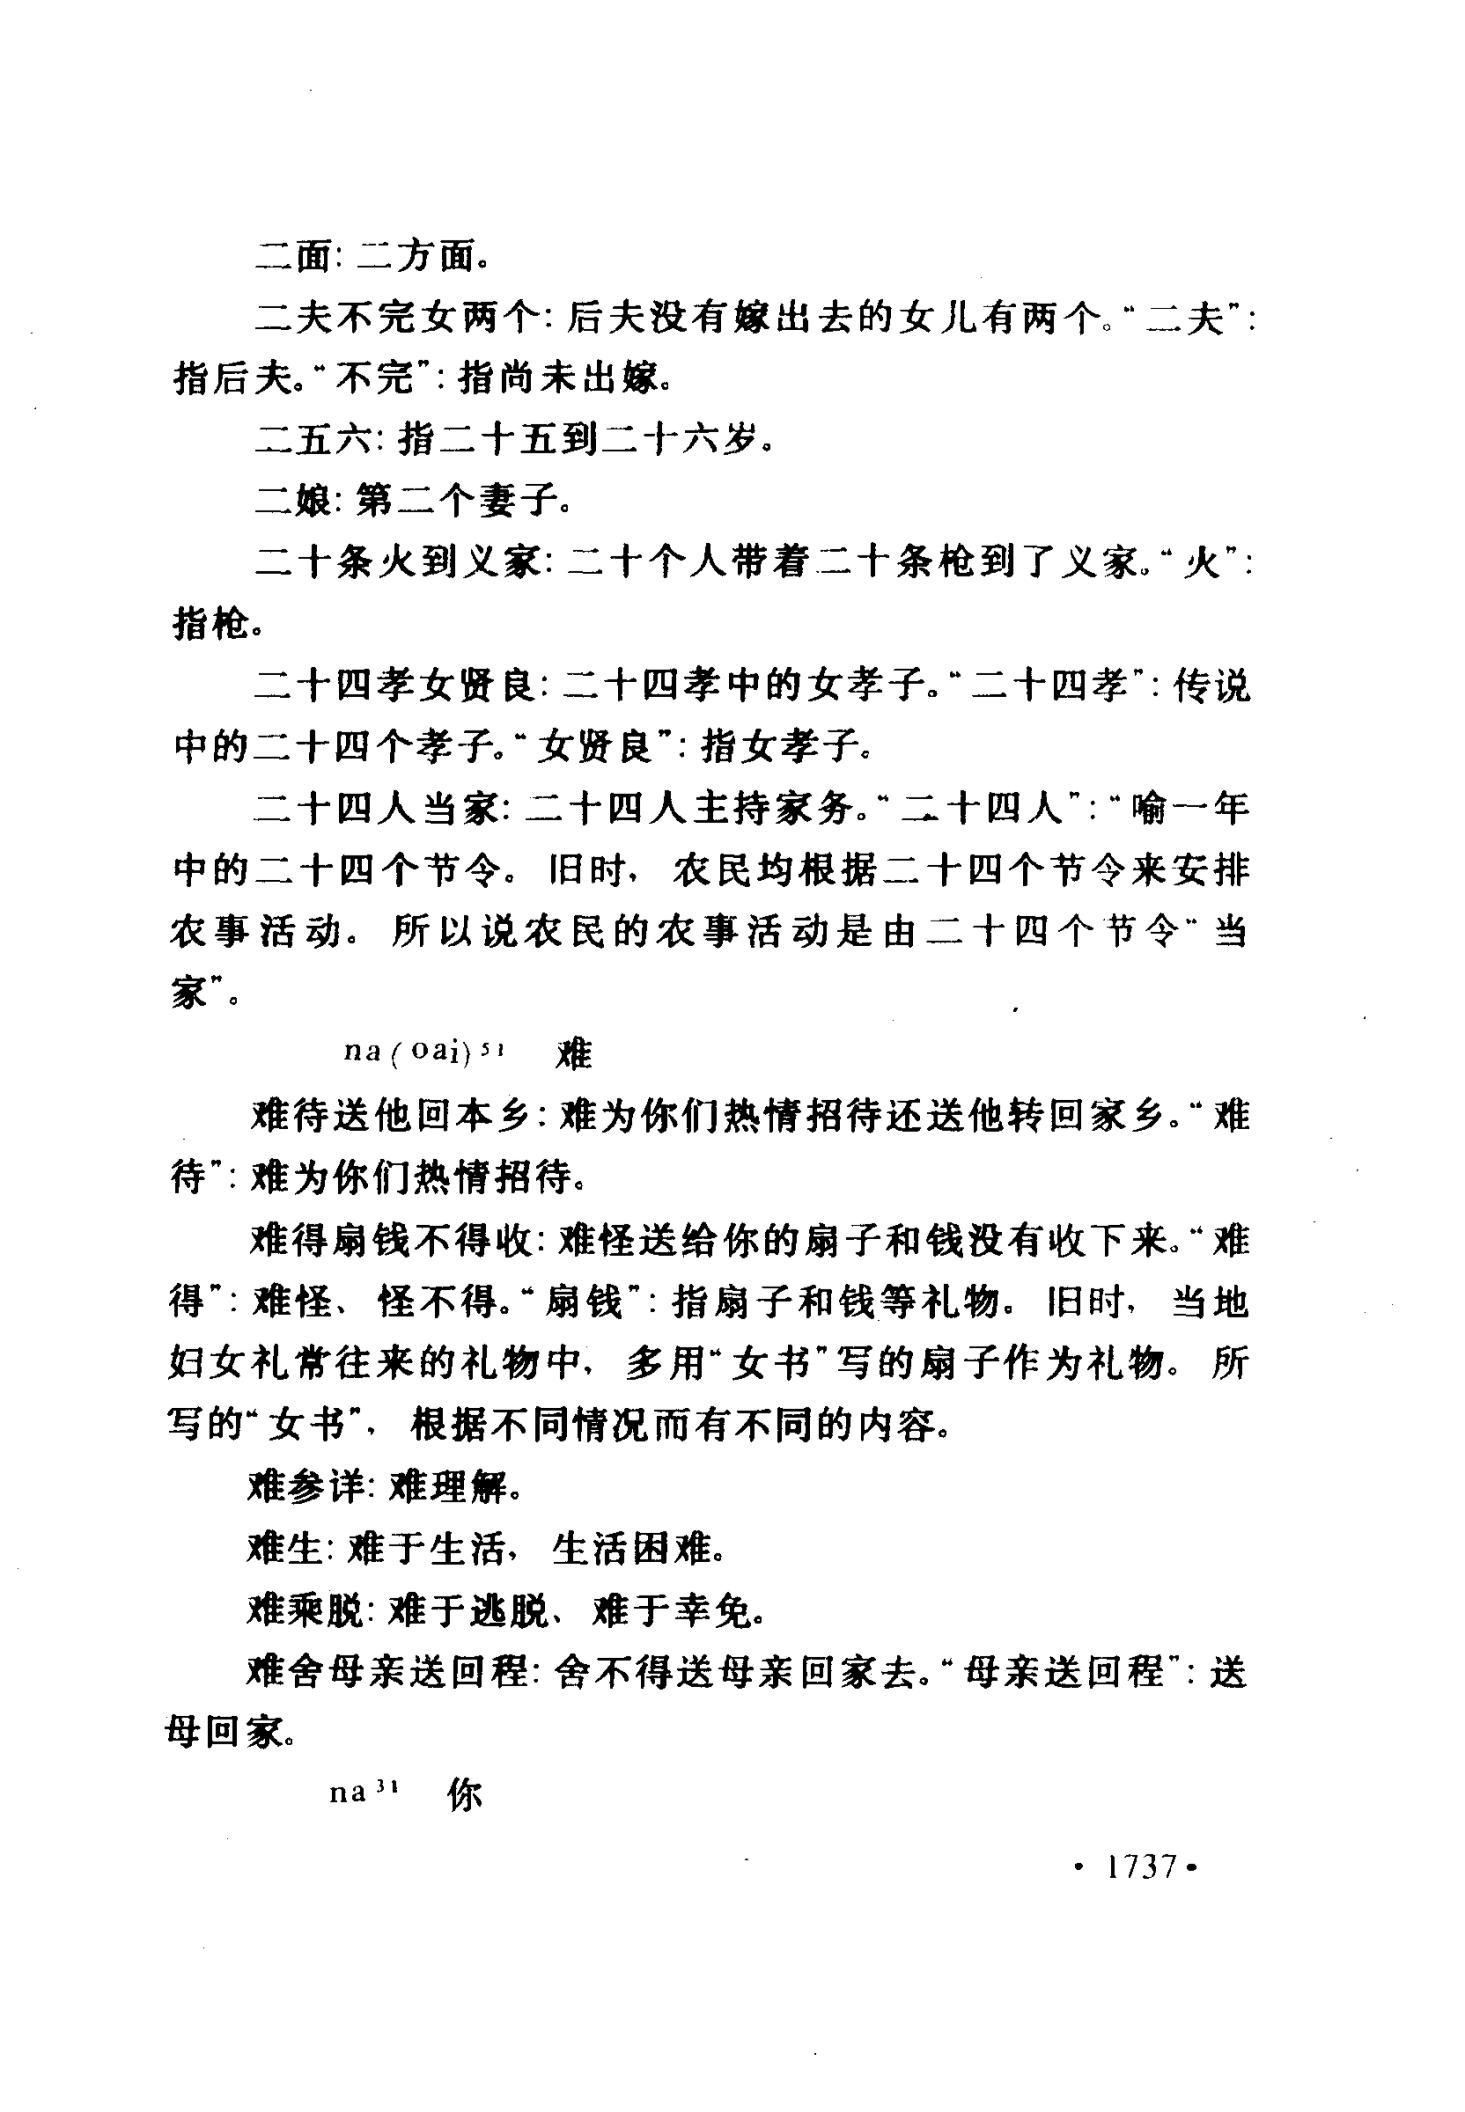 二面：二方面。
二夫不完女两个：后夫没有嫁出去的女儿有两个。“二夫”：
指后夫。“不完”：指尚未出嫁。
二五六：指二十五到二十六岁。
二娘：第二个妻子。
二十条火到义家：二十个人带着二十条枪到了义家。“火”：
指枪。
二十四孝女贤良：二十四孝中的女孝子。“二十四孝”：传说
中的二十四个孝子。“女贤良”：指女孝子。
二十四人当家：二十四人主持家务。“二十四人”：“喻一年
中的二十四个节令。旧时，农民均根据二十四个节令来安排
农事活动。所以说农民的农事活动是由二十四个节令“当
家”。
na(oai)⁵¹ 难
难待送他回本乡：难为你们热情招待还送他转回家乡。“难
待”：难为你们热情招待。
难得扇钱不得收：难怪送给你的扇子和钱没有收下来。“难
得”：难怪、怪不得。“扇钱”：指扇子和钱等礼物。旧时，当地
妇女礼常往来的礼物中，多用“女书”写的扇子作为礼物。所
写的“女书”，根据不同情况而有不同的内容。
难参详：难理解。
难生：难于生活，生活困难。
难乘脱：难于逃脱、难于幸免。
难舍母亲送回程：舍不得送母亲回家去。“母亲送回程”：送
母回家。
na³¹ 你
·1737·